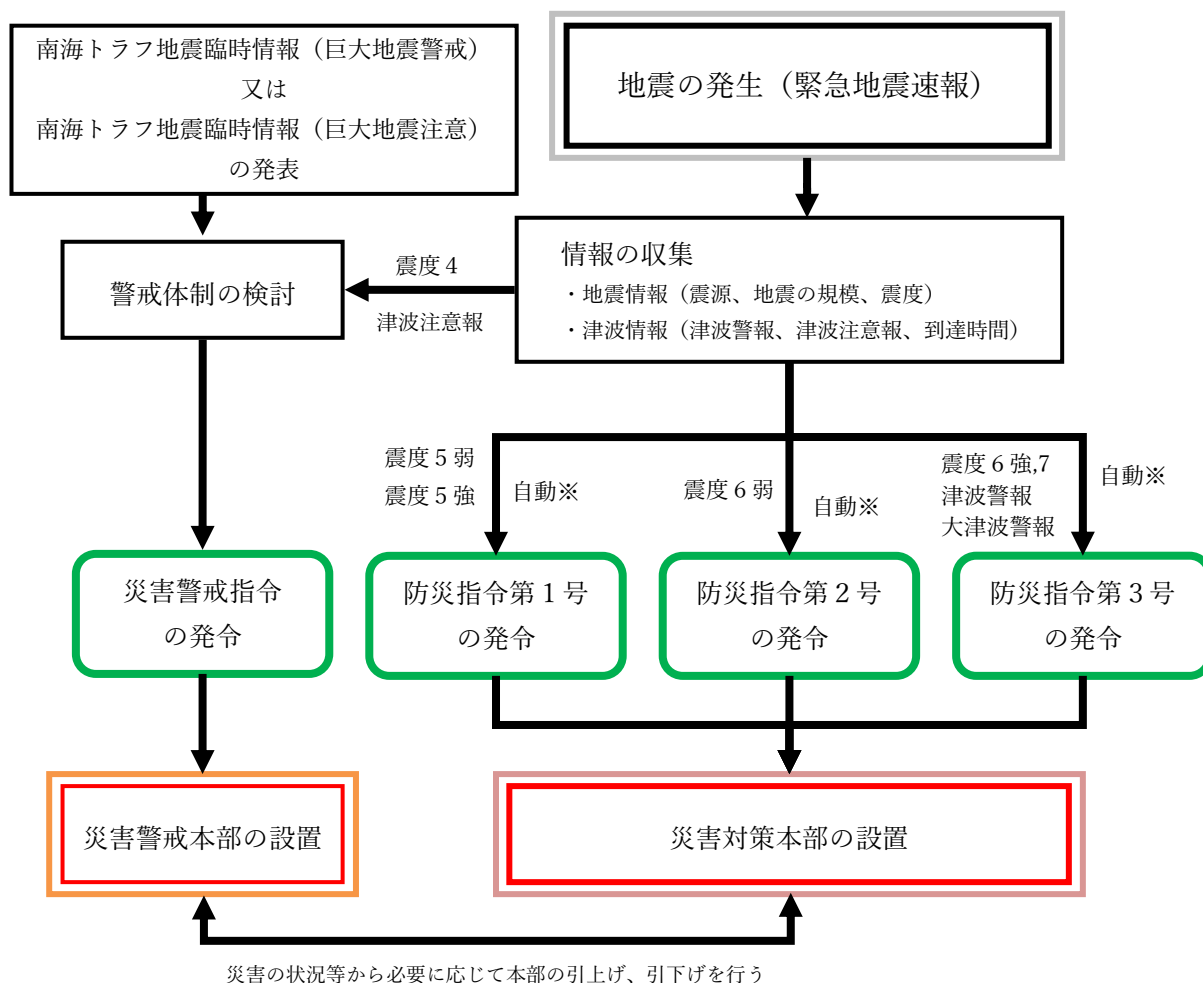 南海トラフ地震臨時情報（巨大地震警戒）
又は
南海トラフ地震臨時情報（巨大地震注意）
の発表
地震の発生（緊急地震速報）
情報の収集
・地震情報（震源、地震の規模、震度）
・津波情報（津波警報、津波注意報、到達時間）
震度４
津波注意報
警戒体制の検討
震度５弱
震度５強
自動※
震度６弱
自動※
震度６強,7
津波警報
大津波警報
自動※
災害警戒指令
の発令
防災指令第１号
の発令
防災指令第２号
の発令
防災指令第３号
の発令
災害警戒本部の設置
災害対策本部の設置
災害の状況等から必要に応じて本部の引上げ、引下げを行う